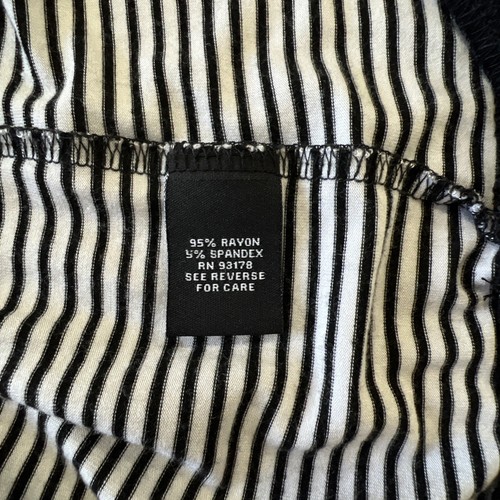 95% RAYON
5% SPANDEX
RN 93178
SEE REVERSE
FOR CARE